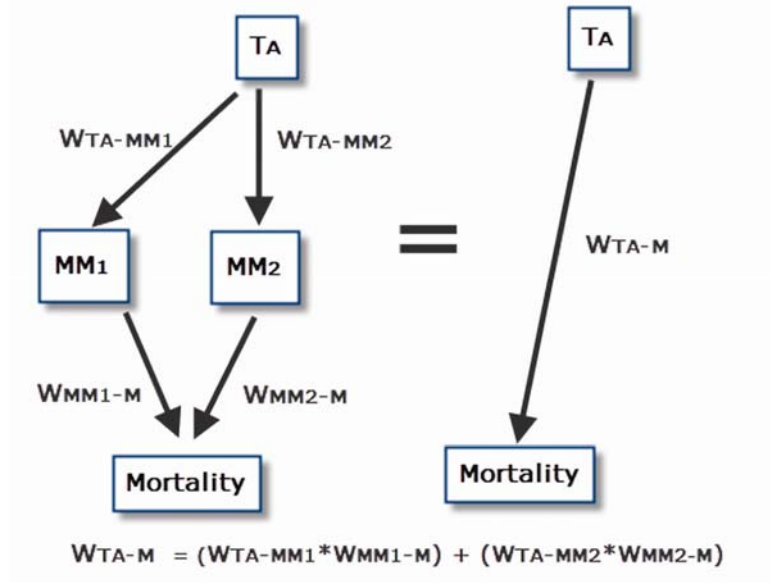 TA TA
WTA-MM1 WTA-MM2
=
WTA-M
MM1 MM2
WMM1-M WMM2-M
Mortality Mortality
WTA-M = (WTA-MM1*WMM1-M) + (WTA-MM2*WMM2-M)